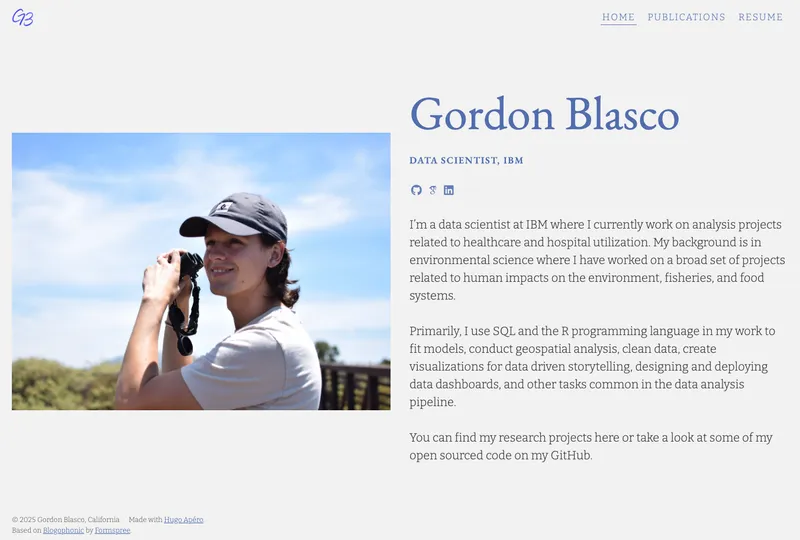 GB
HOME PUBLICATIONS RESUME
Gordon Blasco
DATA SCIENTIST, IBM
I'm a data scientist at IBM where I currently work on analysis projects
related to healthcare and hospital utilization. My background is in
environmental science where I have worked on a broad set of projects
related to human impacts on the environment, fisheries, and food
systems.
Primarily, I use SQL and the R programming language in my work to
fit models, conduct geospatial analysis, clean data, create
visualizations for data driven storytelling, designing and deploying
data dashboards, and other tasks common in the data analysis
pipeline.
You can find my research projects here or take a look at some of my
open sourced code on my GitHub.
© 2025 Gordon Blasco, California Made with Hugo Apéro
Based on Blogophonic by Formspree